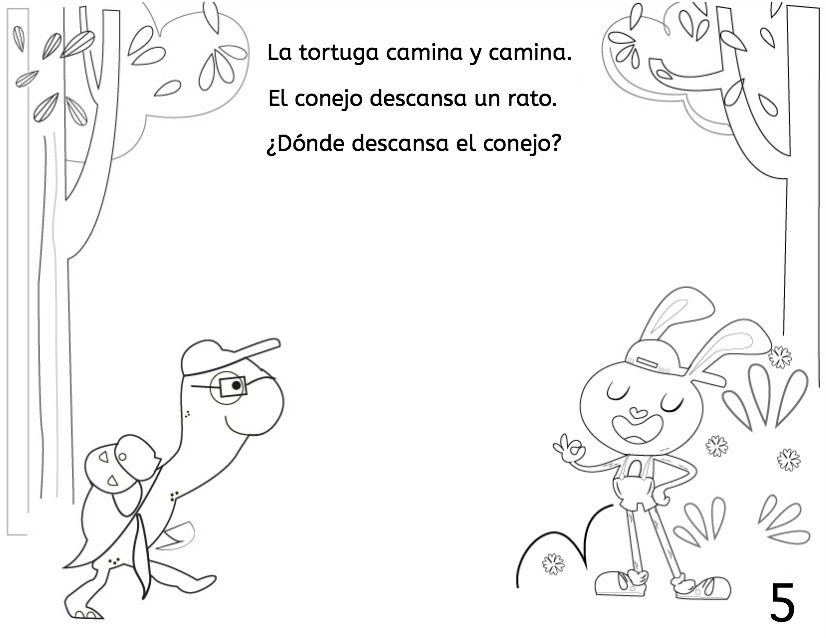 La tortuga camina y camina.
El conejo descansa un rato.
¿Dónde descansa el conejo?
5